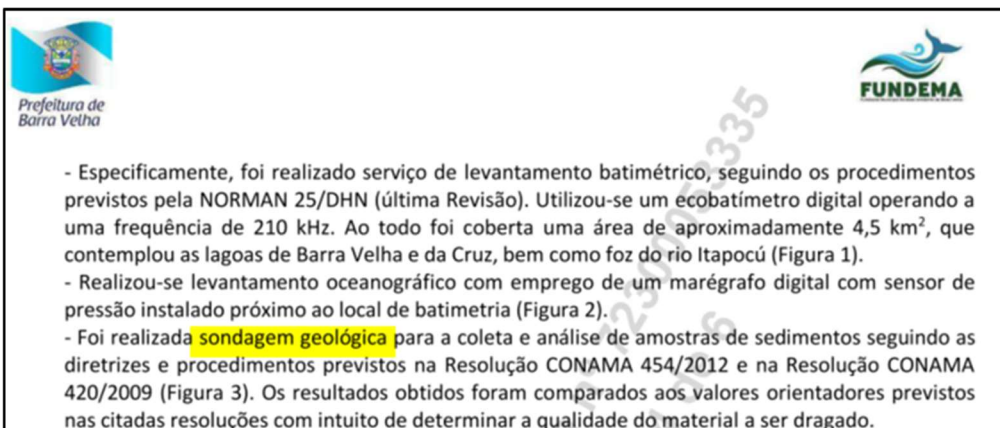 Prefeitura de
Barra Velha
FUNDEMA
- Especificamente, foi realizado serviço de levantamento batimétrico, seguindo os procedimentos
previstos pela NORMAN 25/DHN (última Revisão). Utilizou-se um ecobatímetro digital operando a
uma frequência de 210 kHz. Ao todo foi coberta uma área de aproximadamente 4,5 km², que
contemplou as lagoas de Barra Velha e da Cruz, bem como foz do rio Itapocú (Figura 1).
- Realizou-se levantamento oceanográfico com emprego de um marégrafo digital com sensor de
pressão instalado próximo ao local de batimetria (Figura 2).
- Foi realizada sondagem geológica para a coleta e análise de amostras de sedimentos seguindo as
diretrizes e procedimentos previstos na Resolução CONAMA 454/2012 e na Resolução CONAMA
420/2009 (Figura 3). Os resultados obtidos foram comparados aos valores orientadores previstos
nas citadas resoluções com intuito de determinar a qualidade do material a ser dragado.